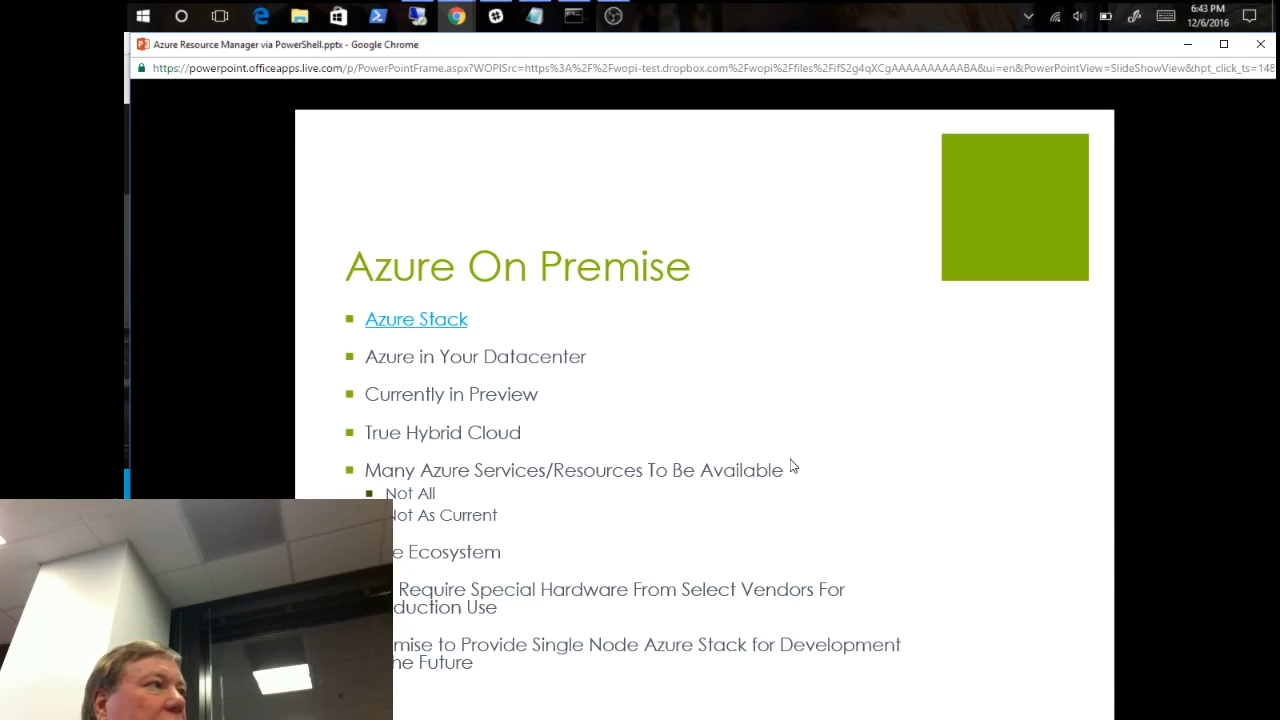 6:43 PM
12/6/2016
Azure Resource Manager via PowerShell.pptx - Google Chrome
https://powerpoint.officeapps.live.com/p/PowerPointFrame.aspx?WOPISrc=https%3A%2F%2Fwopi-test.dropbox.com%2Fwopi%2Ffiles%2FifS2g4qXCgAAAAAAAAAABA&ui=en&PowerPointView=SlideShowView&hpt_click_ts=148
Azure On Premise
Azure Stack
Azure in Your Datacenter
Currently in Preview
True Hybrid Cloud
Many Azure Services/Resources To Be Available
Not All
Not As Current
e Ecosystem
Require Special Hardware From Select Vendors For
duction Use
mise to Provide Single Node Azure Stack for Development
he Future